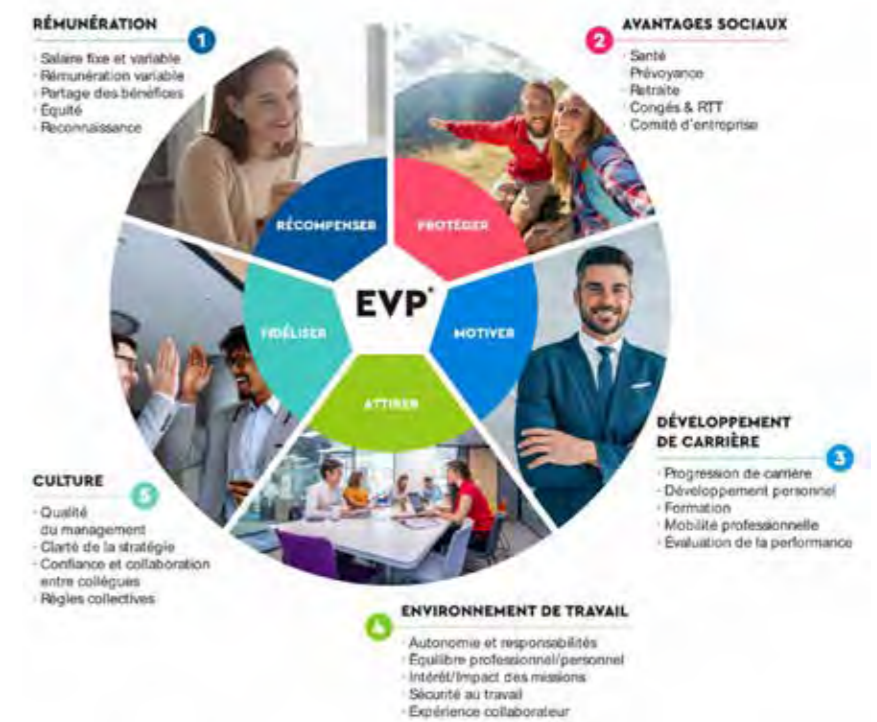 RÉMUNÉRATION
1
· Salaire fixe et variable
· Rémunération variable
· Partage des bénéfices
· Équité
· Reconnaissance
AVANTAGES SOCIAUX
2
· Santé
Prévoyance
· Retraite
· Congés & RTT
· Comité d'entreprise
RÉCOMPENSER
PROTÉGER
EVP*
FIDÉLISER
MOTIVER
ATTIRER
DÉVELOPPEMENT
DE CARRIÈRE
3
· Progression de carrière
· Développement personnel
· Formation
· Mobilité professionnelle
· Évaluation de la performance
CULTURE
5
· Qualité
du management
· Clarté de la stratégie
· Confiance et collaboration
entre collègues
· Règles collectives
ENVIRONNEMENT DE TRAVAIL
4
· Autonomie et responsabilités
· Équilibre professionnel/personnel
· Intérêt/Impact des missions
· Sécurité au travail
· Expérience collaborateur